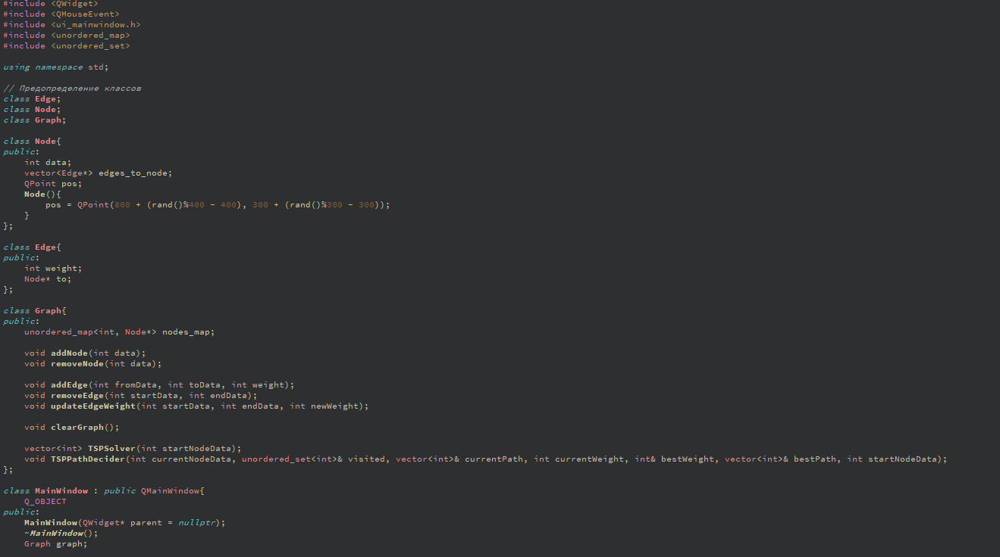 #include <QWidget>
#include <QMouseEvent>
#include <ui_mainwindow.h>
#include <unordered_map>
#include <unordered_set>
using namespace std;
// Предопределение классов
class Edge;
class Node;
class Graph;
class Node{
public:
    int data;
    vector<Edge*> edges_to_node;
    QPoint pos;
    Node(){
        pos = QPoint(800 + (rand()%400 - 400), 300 + (rand()%300 - 300));
    }
};
class Edge{
public:
    int weight;
    Node* to;
};
class Graph{
public:
    unordered_map<int, Node*> nodes_map;
    void addNode(int data);
    void removeNode(int data);
    void addEdge(int fromData, int toData, int weight);
    void removeEdge(int startData, int endData);
    void updateEdgeWeight(int startData, int endData, int newWeight);
    void clearGraph();
    vector<int> TSPSolver(int startNodeData);
    void TSPPathDecider(int currentNodeData, unordered_set<int>& visited, vector<int>& currentPath, int currentWeight, int& bestWeight, vector<int>& bestPath, int startNodeData);
};
class MainWindow : public QMainWindow{
    Q_OBJECT
public:
    MainWindow(QWidget* parent = nullptr);
    ~MainWindow();
    Graph graph;